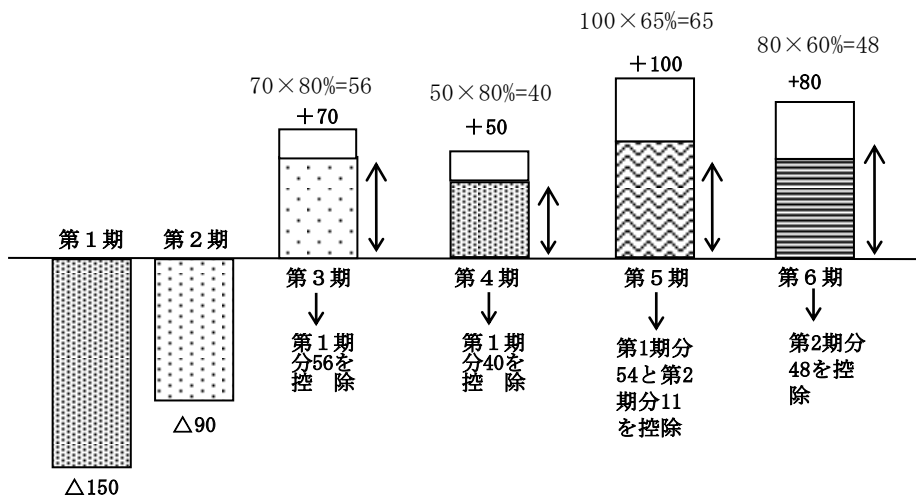 100×65%=65
80×60%=48
70×80%=56
50×80%=40
+100
+80
+70
+50
第1期
第2期
第3期
第4期
第5期
第6期
第1期
分56を
控　除
第1期
分40を
控　除
第1期分
54と第2
期分11
を控除
第2期分
48を控
除
△90
△150